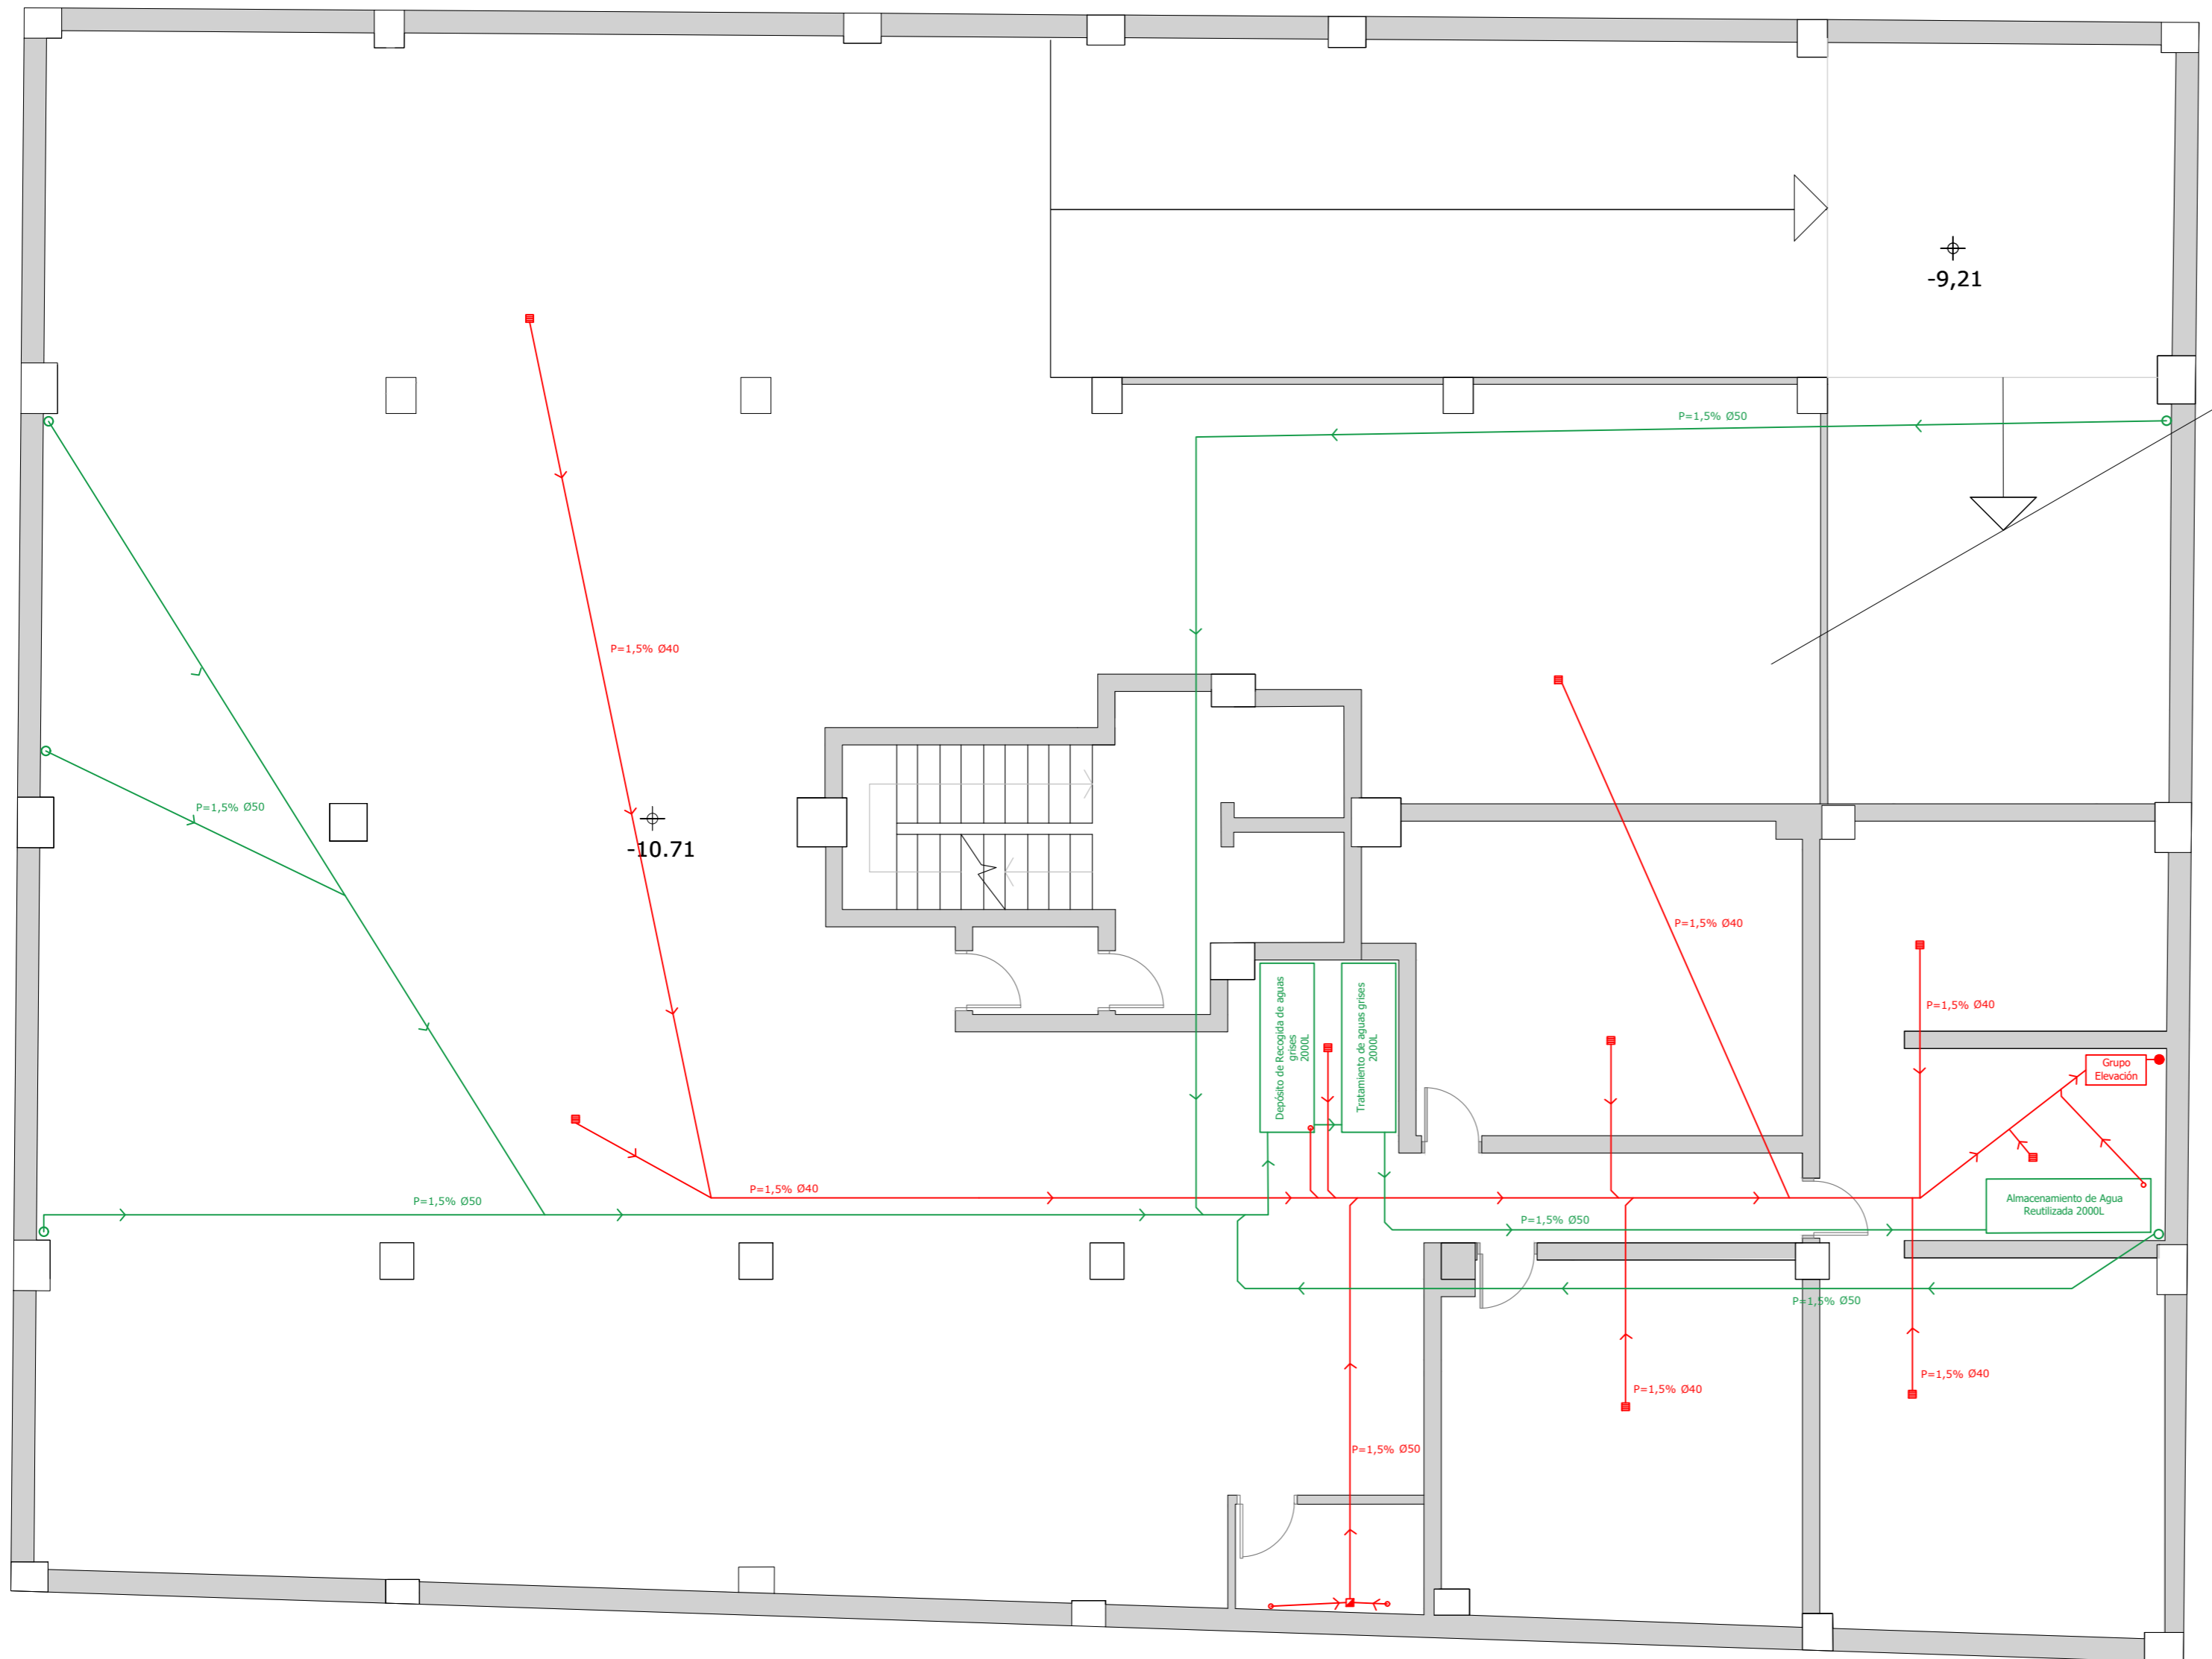 -9,21
P=1,5% Ø50
P=1,5% Ø40
P=1,5% Ø50
-10.71
P=1,5% Ø40
P=1,5% Ø40
Depósito de Recogida de aguas
grises
2000L
Tratamiento de aguas grises
2000L
Grupo
Elevación
P=1,5% Ø40
P=1,5% Ø50
P=1,5% Ø50
Almacenamiento de Agua
Reutilizada 2000L
P=1,5% Ø50
P=1,5% Ø40
P=1,5% Ø40
P=1,5% Ø50